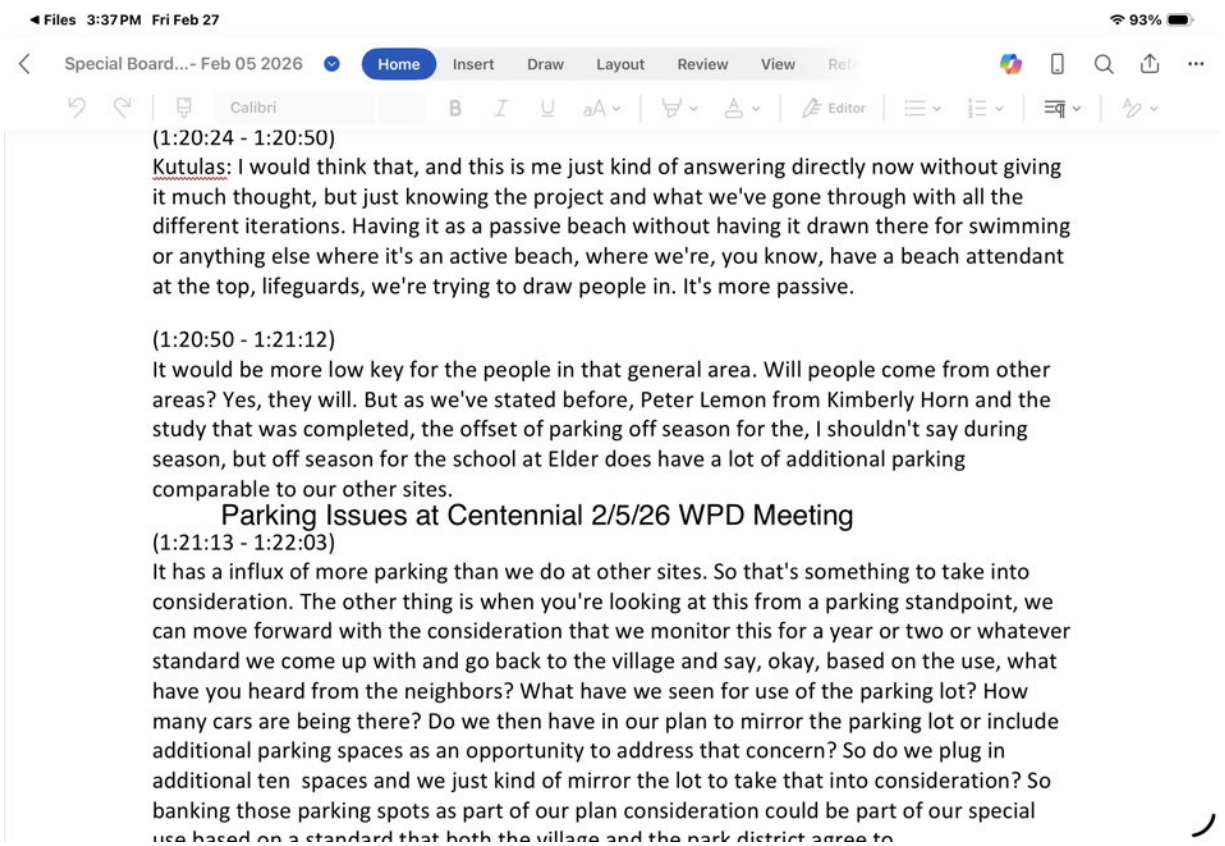 Files 3:37 PM Fri Feb 27
93%
Special Board...- Feb 05 2026 Home Insert Draw Layout Review View Refe
Calibri B I U aA A Editor
(1:20:24 - 1:20:50)
Kutulas: I would think that, and this is me just kind of answering directly now without giving
it much thought, but just knowing the project and what we've gone through with all the
different iterations. Having it as a passive beach without having it drawn there for swimming
or anything else where it's an active beach, where we're, you know, have a beach attendant
at the top, lifeguards, we're trying to draw people in. It's more passive.
(1:20:50 - 1:21:12)
It would be more low key for the people in that general area. Will people come from other
areas? Yes, they will. But as we've stated before, Peter Lemon from Kimberly Horn and the
study that was completed, the offset of parking off season for the, I shouldn't say during
season, but off season for the school at Elder does have a lot of additional parking
comparable to our other sites.
Parking Issues at Centennial 2/5/26 WPD Meeting
(1:21:13 - 1:22:03)
It has a influx of more parking than we do at other sites. So that's something to take into
consideration. The other thing is when you're looking at this from a parking standpoint, we
can move forward with the consideration that we monitor this for a year or two or whatever
standard we come up with and go back to the village and say, okay, based on the use, what
have you heard from the neighbors? What have we seen for use of the parking lot? How
many cars are being there? Do we then have in our plan to mirror the parking lot or include
additional parking spaces as an opportunity to address that concern? So do we plug in
additional ten spaces and we just kind of mirror the lot to take that into consideration? So
banking those parking spots as part of our plan consideration could be part of our special
use based on a standard that both the village and the park district agree to